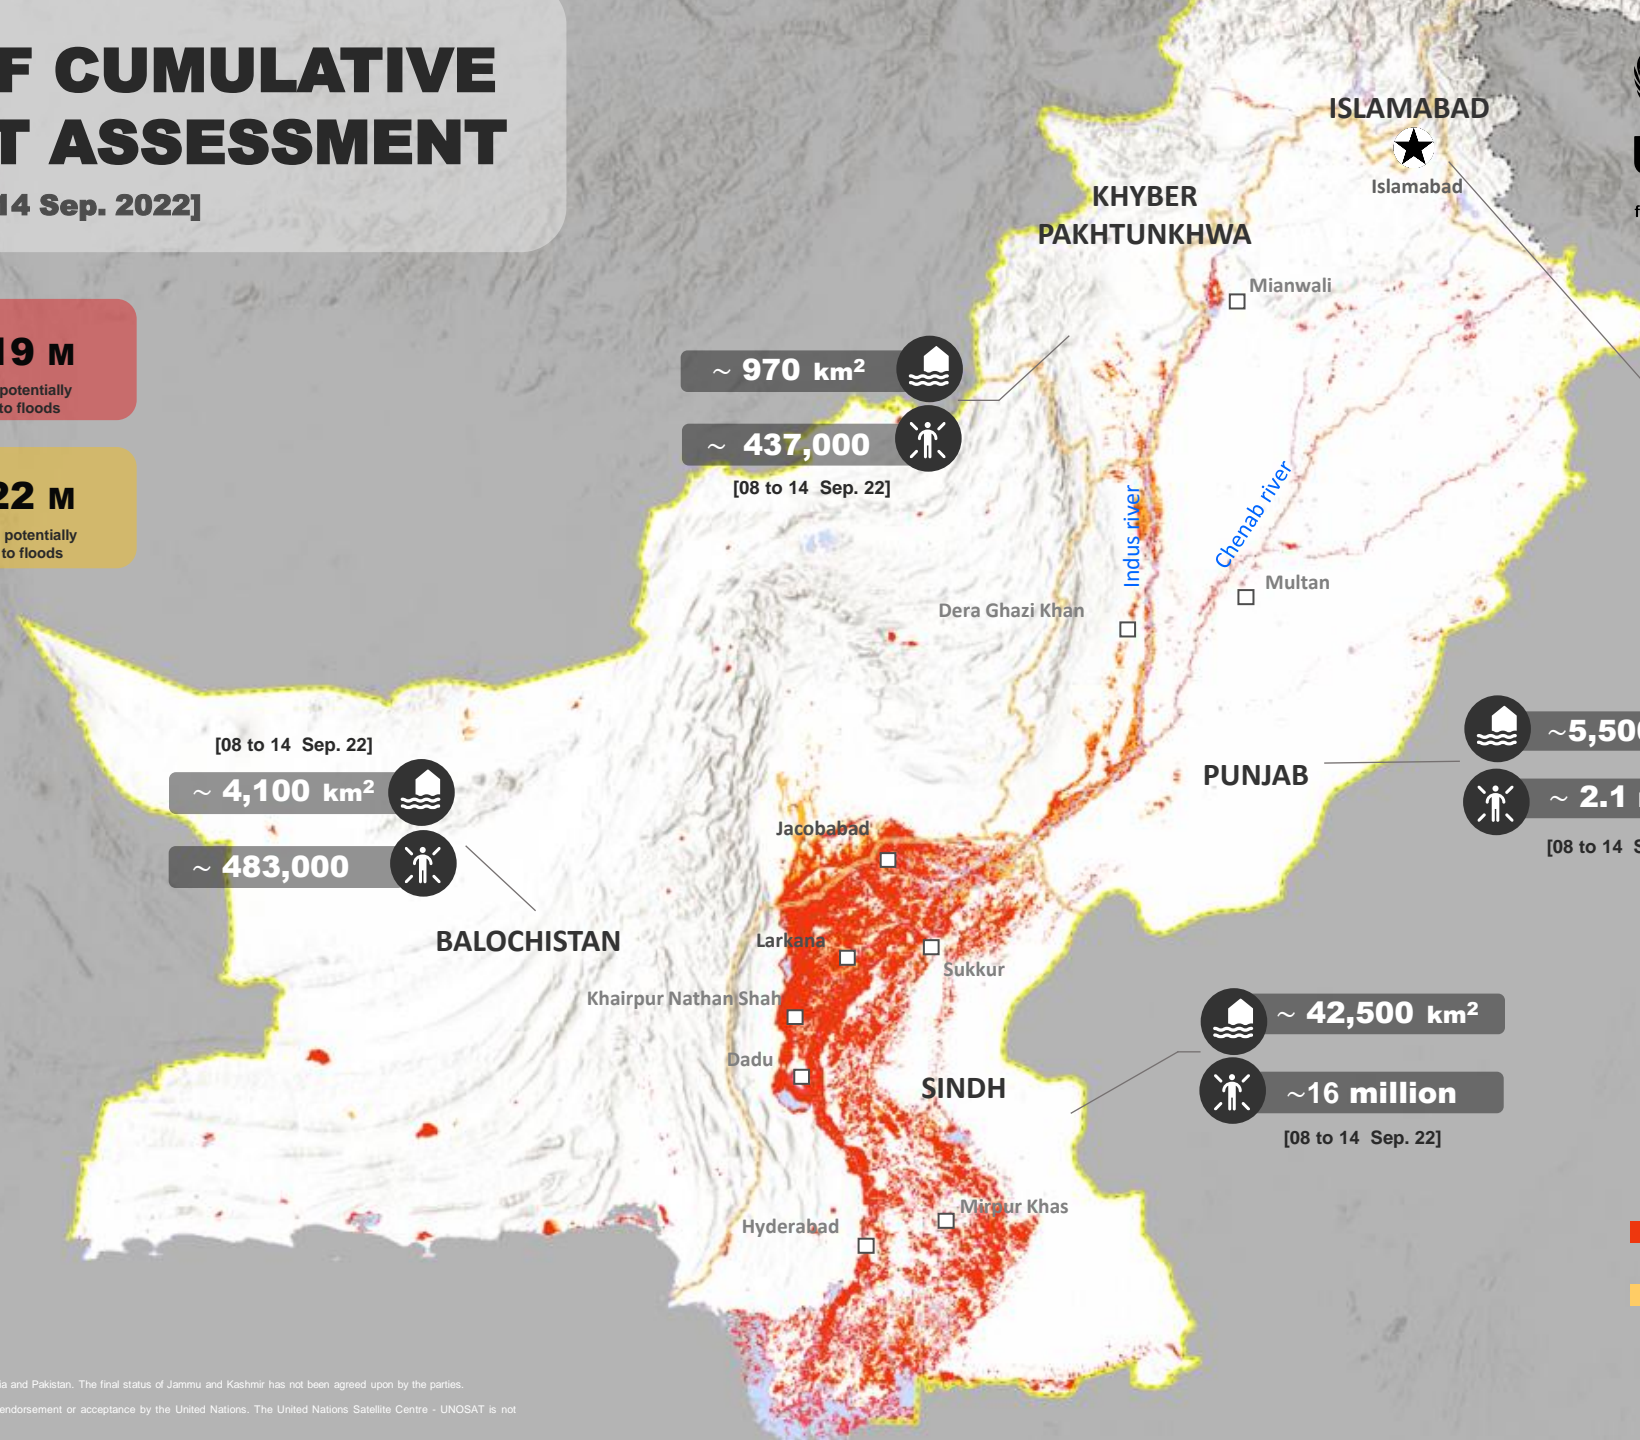 F CUMULATIVE
T ASSESSMENT
14 Sep. 2022]
19 M
potentially
to floods
22 M
potentially
to floods
ISLAMABAD
Islamabad
KHYBER
PAKHTUNKHWA
Mianwali
~ 970 km²
~ 437,000
[08 to 14 Sep. 22]
Indus river
Chenab river
Multan
Dera Ghazi Khan
[08 to 14 Sep. 22]
~ 4,100 km²
~ 483,000
BALOCHISTAN
PUNJAB
~5,500
~ 2.1
[08 to 14 S
Jacobabad
Larkana
Sukkur
Khairpur Nathan Shah
Dadu
SINDH
~ 42,500 km²
~16 million
[08 to 14 Sep. 22]
Mirpur Khas
Hyderabad
ia and Pakistan. The final status of Jammu and Kashmir has not been agreed upon by the parties.
endorsement or acceptance by the United Nations. The United Nations Satellite Centre - UNOSAT is not